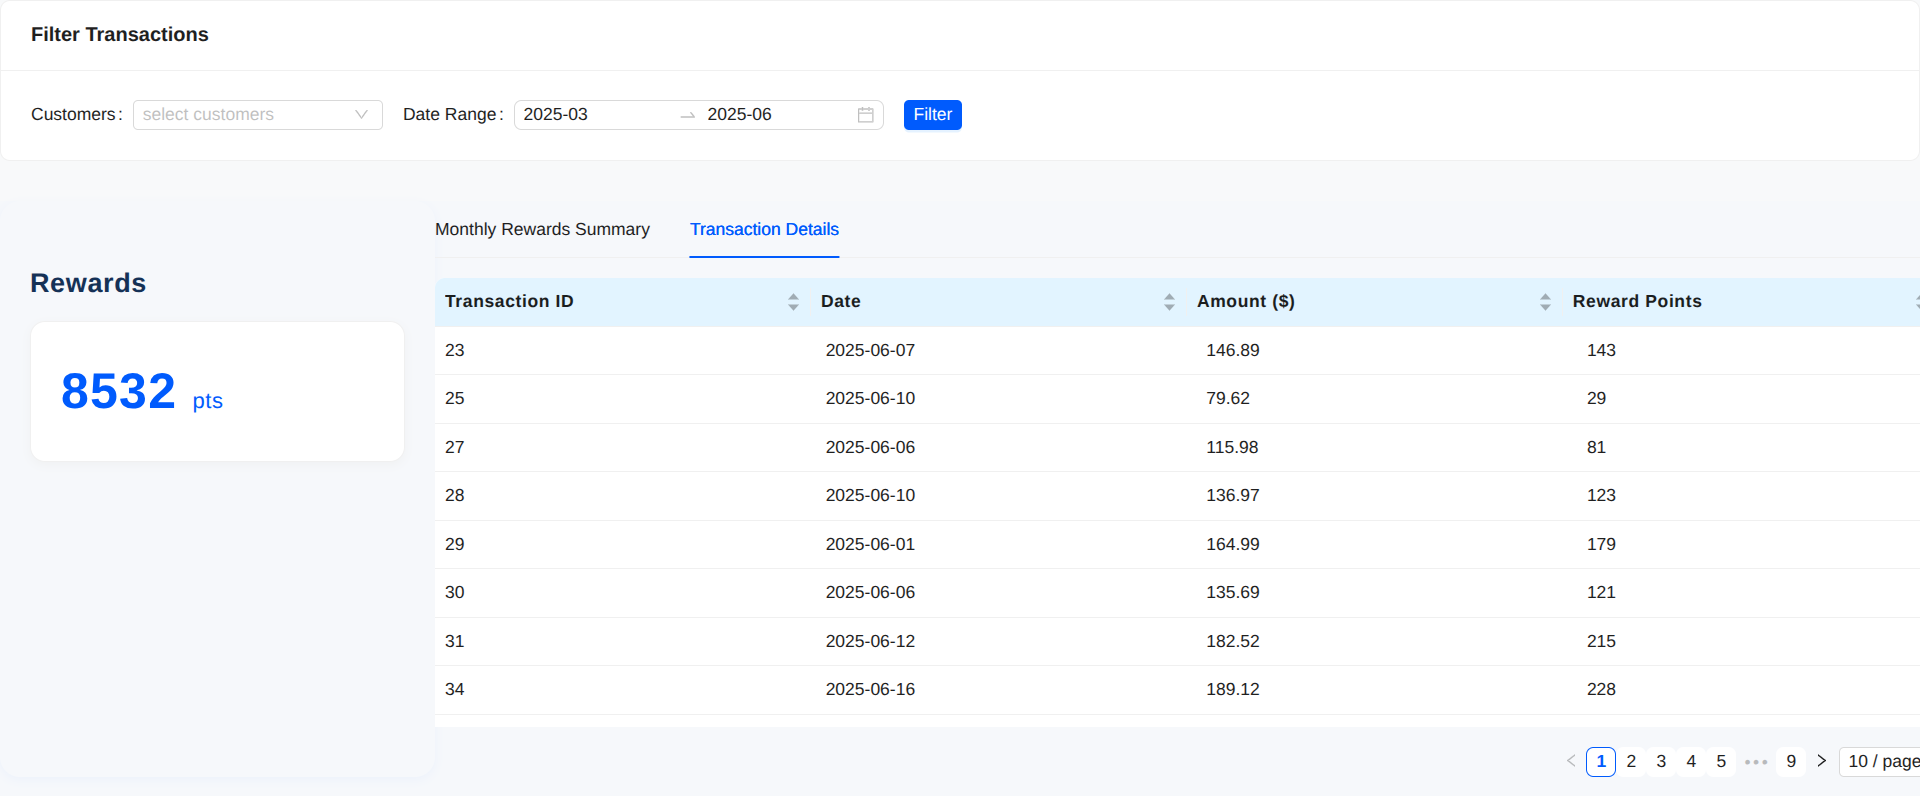 Filter Transactions
Customers: select customers Date Range: 2025-03 2025-06 Filter
Monthly Rewards Summary Transaction Details
Rewards
8532 pts
Transaction ID Date Amount ($) Reward Points
23 2025-06-07 146.89 143
25 2025-06-10 79.62 29
27 2025-06-06 115.98 81
28 2025-06-10 136.97 123
29 2025-06-01 164.99 179
30 2025-06-06 135.69 121
31 2025-06-12 182.52 215
34 2025-06-16 189.12 228
1 2 3 4 5 ••• 9 10 / page